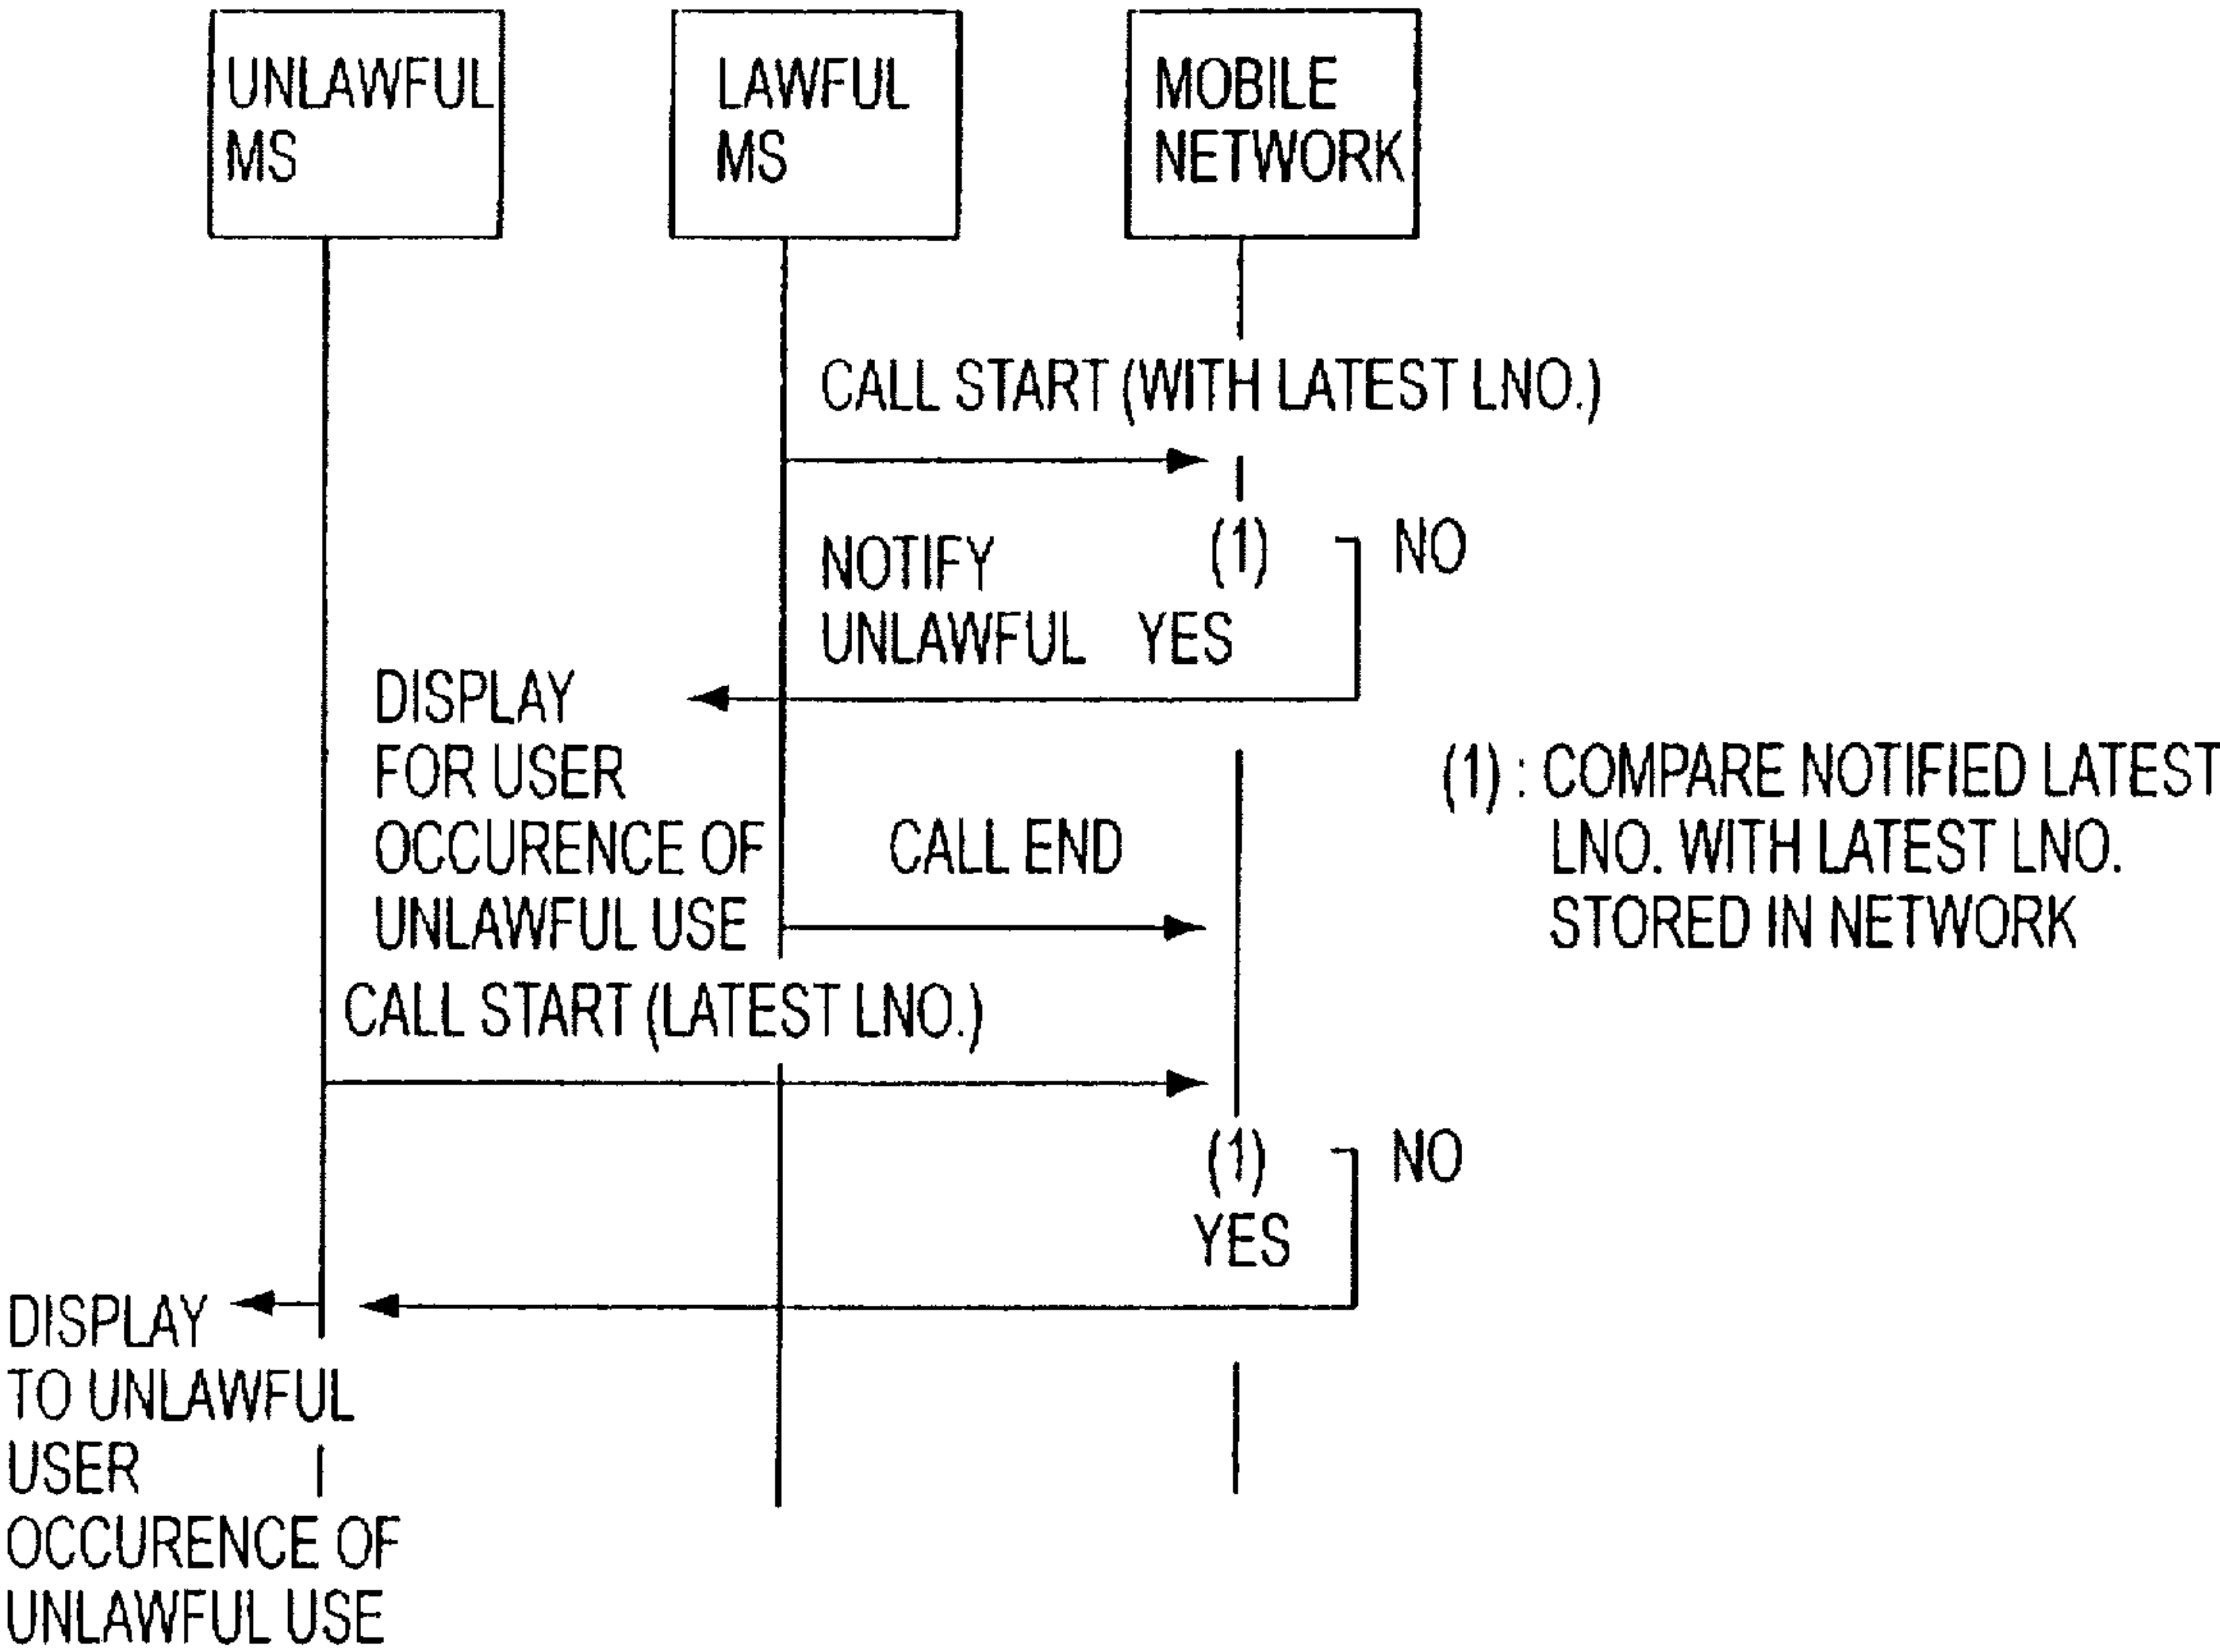 UNLAWFUL
MS
LAWFUL
MS
MOBILE
NETWORK
CALL START (WITH LATEST LNO.)
(1)
NO
NOTIFY
UNLAWFUL
YES
DISPLAY
FOR USER
OCCURENCE OF
UNLAWFUL USE
CALL END
(1) : COMPARE NOTIFIED LATEST
LNO. WITH LATEST LNO.
STORED IN NETWORK
CALL START (LATEST LNO.)
(1)
NO
YES
DISPLAY
TO UNLAWFUL
USER
OCCURENCE OF
UNLAWFUL USE